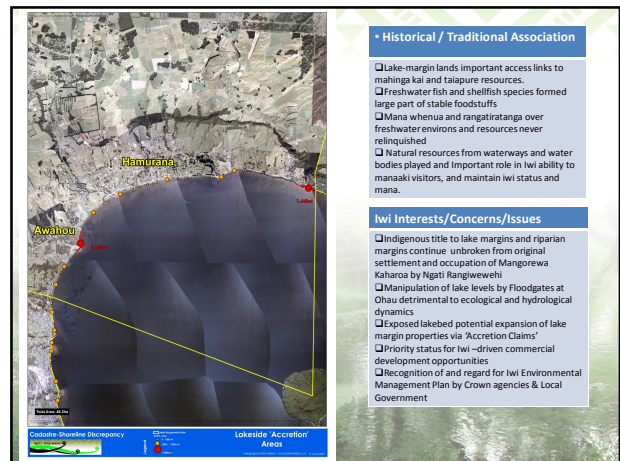 Hamurana
Awahou
Total Area: 48.2ha
Cadastre-Shoreline Discrepancy
Legend
Lakeside 'Accretion'
Areas
• Historical / Traditional Association
❑Lake-margin lands important access links to
mahinga kai and taiapure resources.
❑Freshwater fish and shellfish species formed
large part of stable foodstuffs
❑Mana whenua and rangatiratanga over
freshwater environs and resources never
relinquished
❑ Natural resources from waterways and water
bodies played and Important role in Iwi ability to
manaaki visitors, and maintain iwi status and
mana.
Iwi Interests/Concerns/Issues
❑Indigenous title to lake margins and riparian
margins continue unbroken from original
settlement and occupation of Mangorewa
Kaharoa by Ngati Rangiwewehi
❑Manipulation of lake levels by Floodgates at
Ohau detrimental to ecological and hydrological
dynamics
❑Exposed lakebed potential expansion of lake
margin properties via 'Accretion Claims'
❑Priority status for Iwi –driven commercial
development opportunities
❑Recognition of and regard for Iwi Environmental
Management Plan by Crown agencies & Local
Government